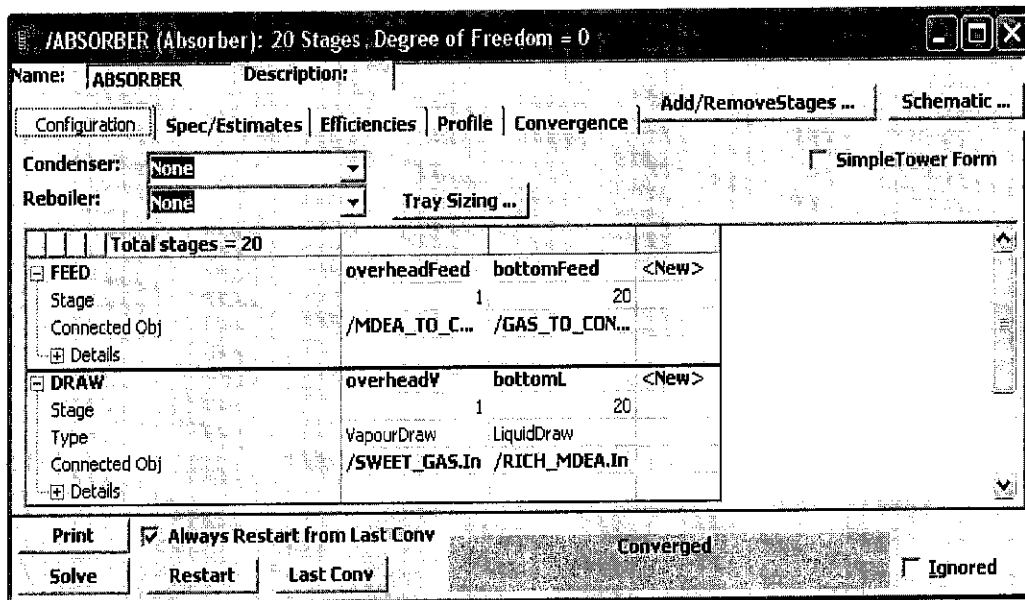 /ABSORBER (Absorber): 20 Stages, Degree of Freedom = 0
Name: ABSORBER Description:
Add/RemoveStages ... Schematic ...
Configuration Spec/Estimates Efficiencies Profile Convergence
Condenser: None SimpleTower Form
Reboiler: None Tray Sizing ...
Total stages = 20
FEED overheadFeed bottomFeed <New>
Stage 1 20
Connected Obj /MDEA_TO_C... /GAS_TO_CON...
Details
DRAW overheadV bottomL <New>
Stage 1 20
Type VapourDraw LiquidDraw
Connected Obj /SWEET_GAS.In /RICH_MDEA.In
Details
Print Always Restart from Last Conv Converged
Solve Restart Last Conv Ignored